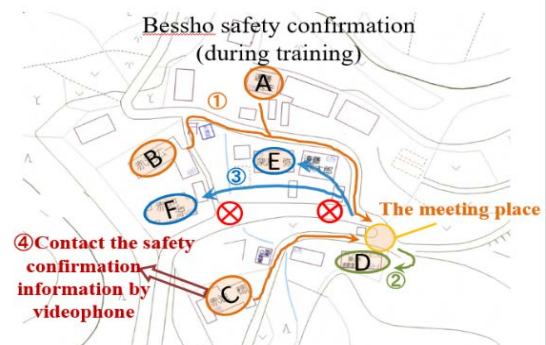 Bessho safety confirmation
(during training)
A
①
B
E
③
F
The meeting place
④Contact the safety
confirmation
information by
videophone
D
②
C